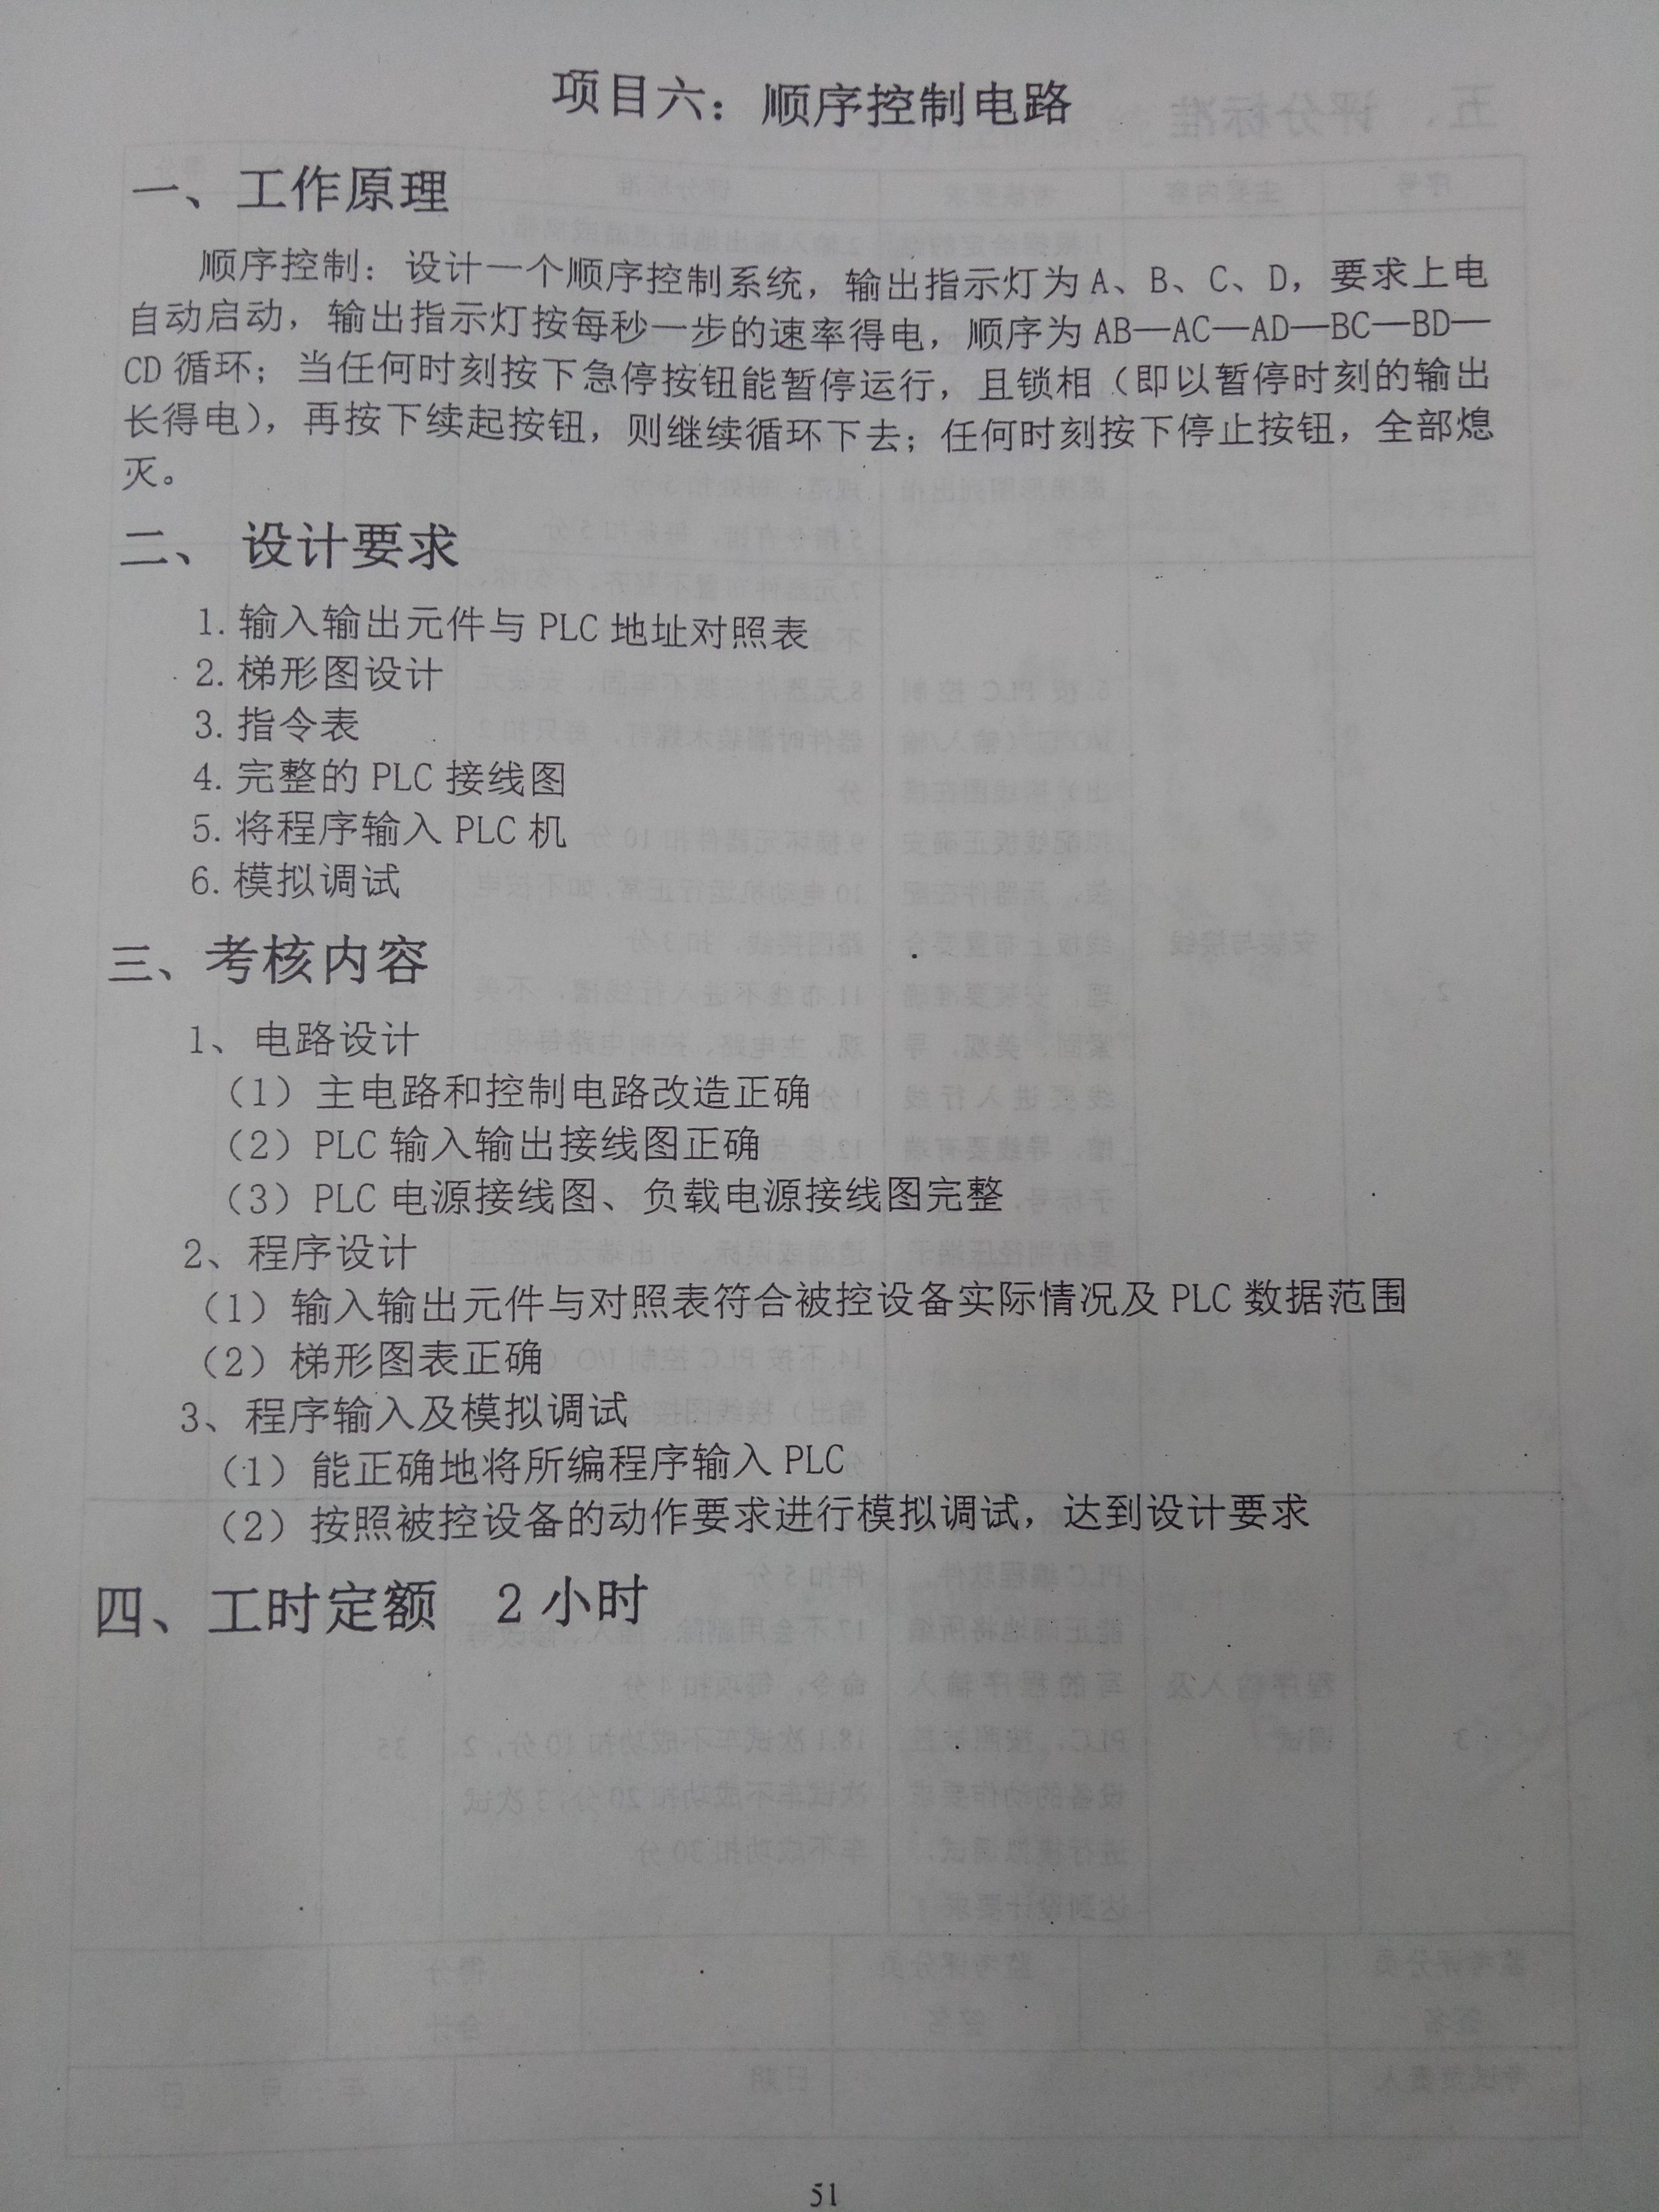 项目六：顺序控制电路
一、工作原理
顺序控制：设计一个顺序控制系统，输出指示灯为 A、B、C、D，要求上电
自动启动，输出指示灯按每秒一步的速率得电，顺序为 AB—AC—AD—BC—BD—
CD 循环；当任何时刻按下急停按钮能暂停运行，且锁相（即以暂停时刻的输出
长得电），再按下续起按钮，则继续循环下去；任何时刻按下停止按钮，全部熄
灭。
二、 设计要求
1. 输入输出元件与 PLC 地址对照表
2. 梯形图设计
3. 指令表
4. 完整的 PLC 接线图
5. 将程序输入 PLC 机
6. 模拟调试
三、考核内容
1、电路设计
（1）主电路和控制电路改造正确
（2）PLC 输入输出接线图正确
（3）PLC 电源接线图、负载电源接线图完整
2、程序设计
（1）输入输出元件与对照表符合被控设备实际情况及 PLC 数据范围
（2）梯形图表正确
3、程序输入及模拟调试
（1）能正确地将所编程序输入 PLC
（2）按照被控设备的动作要求进行模拟调试，达到设计要求
四、工时定额 2 小时
51